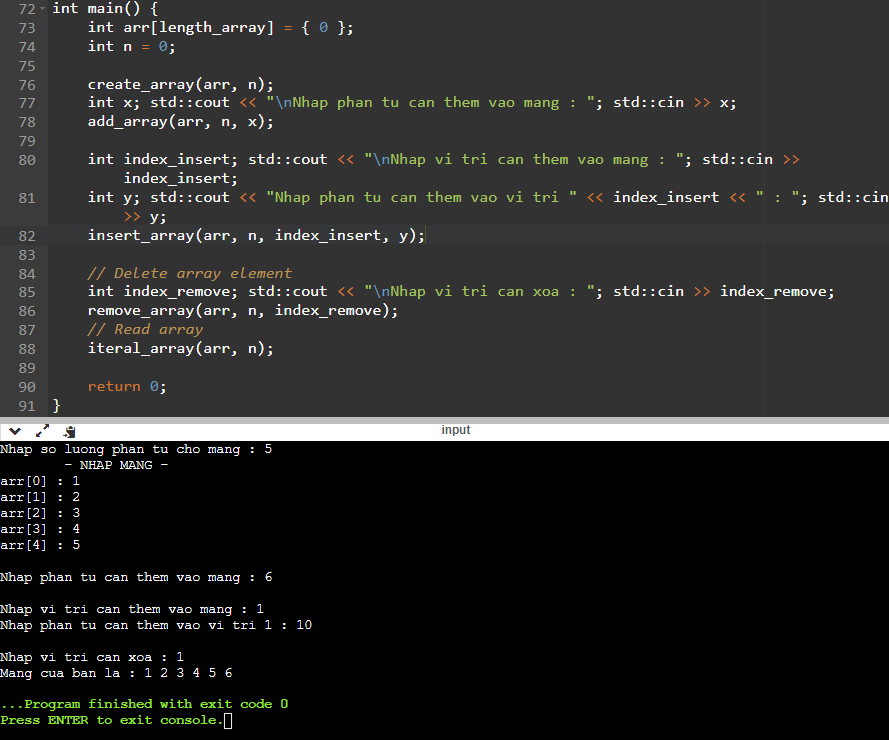 72 int main() {
73 int arr[length_array] = { 0 };
74 int n = 0;
75
76 create_array(arr, n);
77 int x; std::cout << "\nNhap phan tu can them vao mang : "; std::cin >> x;
78 add_array(arr, n, x);
79
80 int index_insert; std::cout << "\nNhap vi tri can them vao mang : "; std::cin >>
index_insert;
81 int y; std::cout << "Nhap phan tu can them vao vi tri " << index_insert << " : "; std::cin
>> y;
82 insert_array(arr, n, index_insert, y);
83
84 // Delete array element
85 int index_remove; std::cout << "\nNhap vi tri can xoa : "; std::cin >> index_remove;
86 remove_array(arr, n, index_remove);
87 // Read array
88 iteral_array(arr, n);
89
90 return 0;
91 }
input
Nhap so luong phan tu cho mang : 5
- NHAP MANG -
arr[0] : 1
arr[1] : 2
arr[2] : 3
arr[3] : 4
arr[4] : 5
Nhap phan tu can them vao mang : 6
Nhap vi tri can them vao mang : 1
Nhap phan tu can them vao vi tri 1 : 10
Nhap vi tri can xoa : 1
Mang cua ban la : 1 2 3 4 5 6
...Program finished with exit code 0
Press ENTER to exit console.